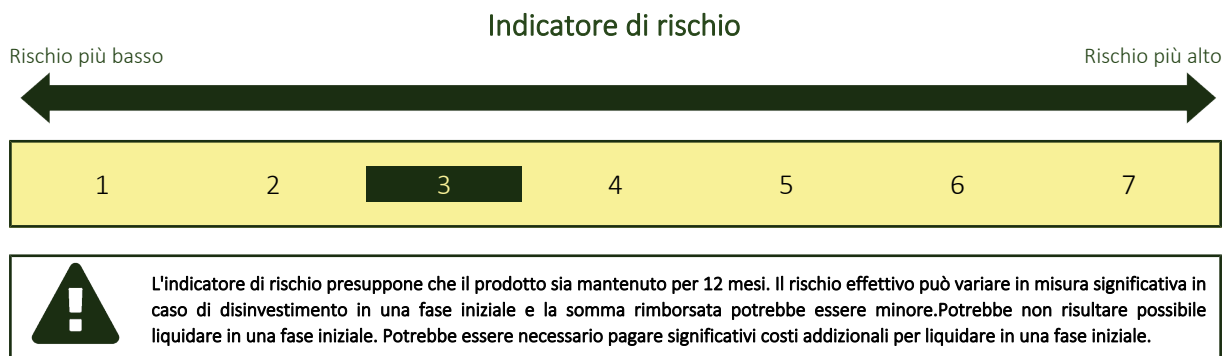 Indicatore di rischio
Rischio più basso
Rischio più alto
1 2 3 4 5 6 7
L'indicatore di rischio presuppone che il prodotto sia mantenuto per 12 mesi. Il rischio effettivo può variare in misura significativa in
caso di disinvestimento in una fase iniziale e la somma rimborsata potrebbe essere minore.Potrebbe non risultare possibile
liquidare in una fase iniziale. Potrebbe essere necessario pagare significativi costi addizionali per liquidare in una fase iniziale.